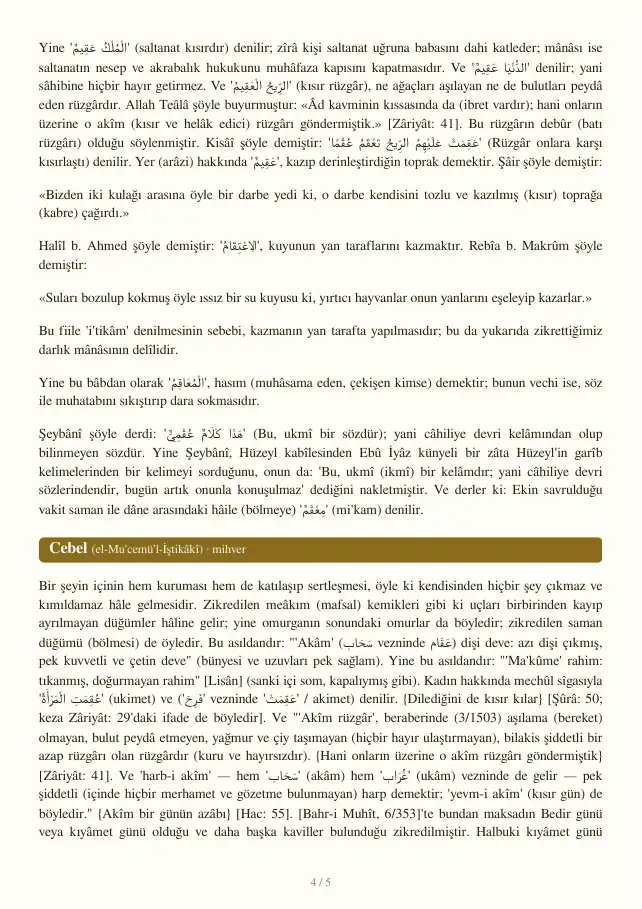 Yine 'الْمُلْكُ عَقِيمٌ' (saltanat kısırdır) denilir; zîrâ kişi saltanat uğruna babasını dahi katleder; mânâsı ise
saltanatın nesep ve akrabalık hukukunu muhâfaza kapısını kapatmasıdır. Ve 'الدُّنْيَا عَقِيمٌ' denilir; yani
sâhibine hiçbir hayır getirmez. Ve 'الرِّيحُ الْعَقِيمُ' (kısır rüzgâr), ne ağaçları aşılayan ne de bulutları peydâ
eden rüzgârdır. Allah Teâlâ şöyle buyurmuştur: «Âd kavminin kıssasında da (ibret vardır); hani onların
üzerine o akîm (kısır ve helâk edici) rüzgârı göndermiştik.» [Zâriyât: 41]. Bu rüzgârın debûr (batı
rüzgârı) olduğu söylenmiştir. Kisâî şöyle demiştir: 'عَقِمَتْ عَلَيْهِمُ الرِّيحُ تَعْقَمُ عُقْمًا' (Rüzgâr onlara karşı
kısırlaştı) denilir. Yer (arâzi) hakkında 'عَقِيمٌ', kazıp derinleştirdiğin toprak demektir. Şâir şöyle demiştir:
«Bizden iki kulağı arasına öyle bir darbe yedi ki, o darbe kendisini tozlu ve kazılmış (kısır) toprağa
(kabre) çağırdı.»
Halîl b. Ahmed şöyle demiştir: 'الِاعْتِقَامُ', kuyunun yan taraflarını kazmaktır. Rebîa b. Makrûm şöyle
demiştir:
«Suları bozulup kokmuş öyle ıssız bir su kuyusu ki, yırtıcı hayvanlar onun yanlarını eşeleyip kazarlar.»
Bu fiile 'i'tikâm' denilmesinin sebebi, kazmanın yan tarafta yapılmasıdır; bu da yukarıda zikrettiğimiz
darlık mânâsının delîlidir.
Yine bu bâbdan olarak 'الْمُعَاقِمُ', hasım (muhâsama eden, çekişen kimse) demektir; bunun vechi ise, söz
ile muhatabını sıkıştırıp dara sokmasıdır.
Şeybânî şöyle derdi: 'هَذَا كَلَامٌ عُقْمِيٌّ' (Bu, ukmî bir sözdür); yani câhiliye devri kelâmından olup
bilinmeyen sözdür. Yine Şeybânî, Hüzeyl kabîlesinden Ebû İyâz künyeli bir zâta Hüzeyl'in garîb
kelimelerinden bir kelimeyi sorduğunu, onun da: 'Bu, ukmî (ikmî) bir kelâmdır; yani câhiliye devri
sözlerindendir, bugün artık onunla konuşulmaz' dediğini nakletmiştir. Ve derler ki: Ekin savrulduğu
vakit saman ile dâne arasındaki hâile (bölmeye) 'مِعْقَمٌ' (mi'kam) denilir.
Cebel (el-Mu'cemü'l-İştikâkî) · mihver
Bir şeyin içinin hem kuruması hem de katılaşıp sertleşmesi, öyle ki kendisinden hiçbir şey çıkmaz ve
kımıldamaz hâle gelmesidir. Zikredilen meâkım (mafsal) kemikleri gibi ki uçları birbirinden kayıp
ayrılmayan düğümler hâline gelir; yine omurganın sonundaki omurlar da böyledir; zikredilen saman
düğümü (bölmesi) de öyledir. Bu asıldandır: "'Akâm' (سَحَاب vezninde عَقَام) dişi deve: azı dişi çıkmış,
pek kuvvetli ve çetin deve" (bünyesi ve uzuvları pek sağlam). Yine bu asıldandır: "'Ma'kûme' rahim:
tıkanmış, doğurmayan rahim" [Lisân] (sanki içi som, kapalıymış gibi). Kadın hakkında mechûl sîgasıyla
'عُقِمَتِ الْمَرْأَةُ' (ukimet) ve ('فَرِحَ' vezninde 'عَقِمَتْ' / akimet) denilir. {Dilediğini de kısır kılar} [Şûrâ: 50;
keza Zâriyât: 29'daki ifade de böyledir]. Ve "'Akîm rüzgâr', beraberinde (3/1503) aşılama (bereket)
olmayan, bulut peydâ etmeyen, yağmur ve çiy taşımayan (hiçbir hayır ulaştırmayan), bilakis şiddetli bir
azap rüzgârı olan rüzgârdır (kuru ve hayırsızdır). {Hani onların üzerine o akîm rüzgârı göndermiştik}
[Zâriyât: 41]. Ve 'harb-i akîm' — hem 'سَحَاب' (akâm) hem 'غُرَاب' (ukâm) vezninde de gelir — pek
şiddetli (içinde hiçbir merhamet ve gözetme bulunmayan) harp demektir; 'yevm-i akîm' (kısır gün) de
böyledir." {Akîm bir günün azâbı} [Hac: 55]. [Bahr-i Muhît, 6/353]'te bundan maksadın Bedir günü
veya kıyâmet günü olduğu ve daha başka kaviller bulunduğu zikredilmiştir. Halbuki kıyâmet günü
4 / 5